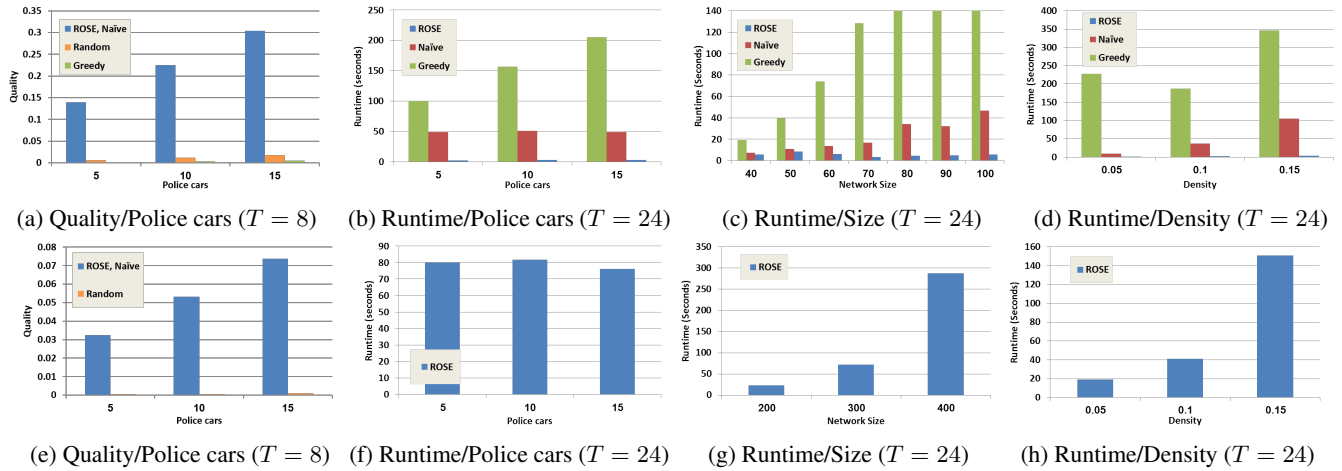 ROSE, Naïve
Random
Greedy
Quality
0.35
0.3
0.25
0.2
0.15
0.1
0.05
0
5
10
15
Police cars
(a) Quality/Police cars (T = 8)
ROSE
Naïve
Greedy
Runtime (seconds)
250
200
150
100
50
0
5
10
15
Police cars
(b) Runtime/Police cars (T = 24)
ROSE
Naïve
Greedy
Runtime (Seconds)
140
120
100
80
60
40
20
0
40
50
60
70
80
90
100
Network Size
(c) Runtime/Size (T = 24)
ROSE
Naïve
Greedy
Runtime (Seconds)
400
350
300
250
200
150
100
50
0
0.05
0.1
0.15
Density
(d) Runtime/Density (T = 24)
ROSE, Naïve
Random
Quality
0.08
0.07
0.06
0.05
0.04
0.03
0.02
0.01
0
5
10
15
Police cars
(e) Quality/Police cars (T = 8)
ROSE
Runtime (seconds)
90
80
70
60
50
40
30
20
10
0
5
10
15
Police cars
(f) Runtime/Police cars (T = 24)
ROSE
Runtime (seconds)
350
300
250
200
150
100
50
0
200
300
400
Network Size
(g) Runtime/Size (T = 24)
ROSE
Runtime (Seconds)
160
140
120
100
80
60
40
20
0
0.05
0.1
0.15
Density
(h) Runtime/Density (T = 24)